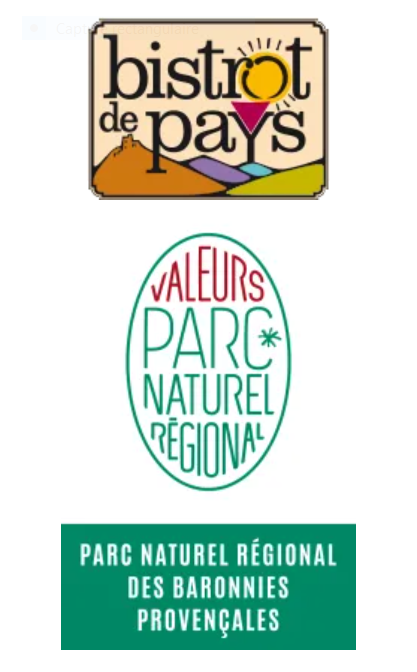 bistrot
de pays
VALEURS
PARC*
NATUREL
RÉGIONAL
PARC NATUREL RÉGIONAL
DES BARONNIES
PROVENÇALES